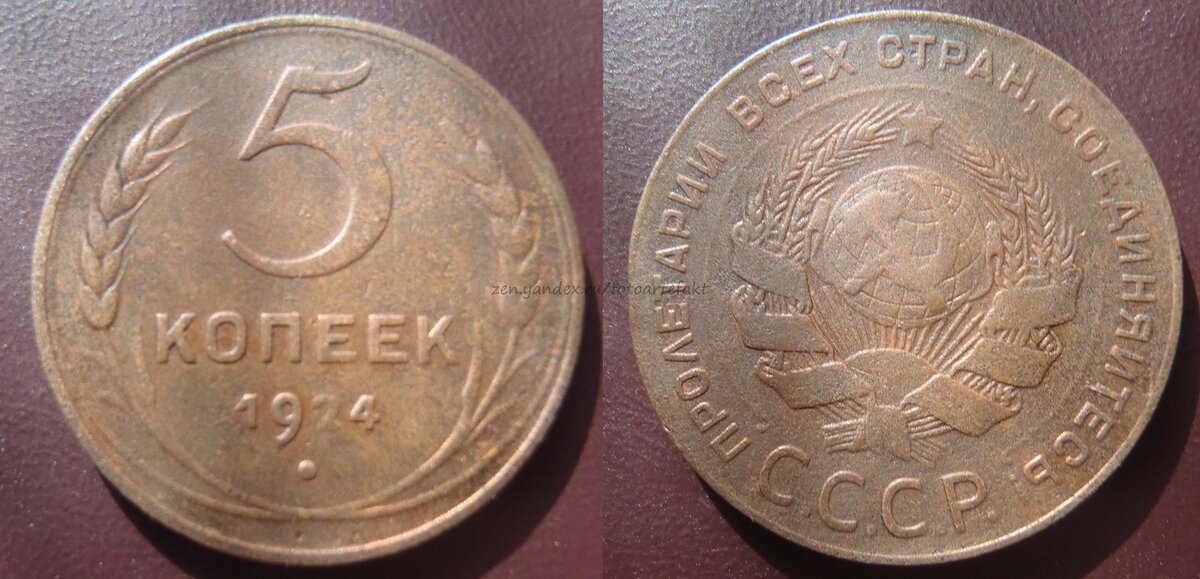 5
КОПЕЕК
1924
ПРОЛЕТАРИИ ВСЕХ СТРАН, СОЕДИНЯЙТЕСЬ!
С.С.С.Р.
zen.yandex.ru/fotoartefakt